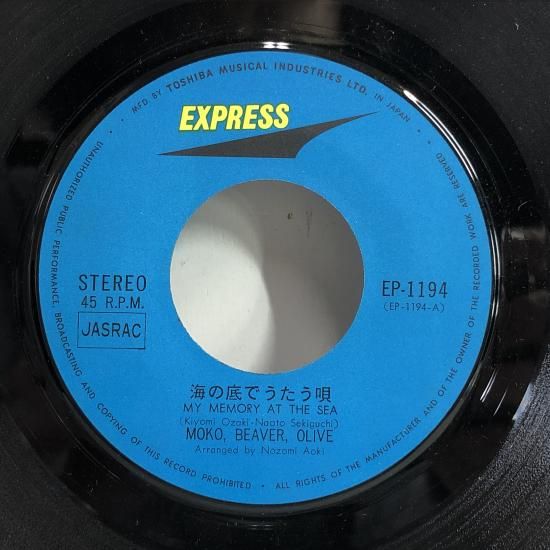 MFD. BY TOSHIBA MUSICAL INDUSTRIES LTD. IN JAPAN
EXPRESS
UNAUTHORIZED PUBLIC PERFORMANCE, BROADCASTING AND COPYING OF THIS RECORD PROHIBITED • ALL RIGHTS OF THE MANUFACTURER AND OF THE OWNER OF THE RECORDED WORK ARE RESERVED
STEREO
45 R.P.M.
JASRAC
EP-1194
(EP-1194-A)
海の底でうたう唄
MY MEMORY AT THE SEA
(Kiyomi Ozaki-Naoto Sekiguchi)
MOKO, BEAVER, OLIVE
Arranged by Nozomi Aoki